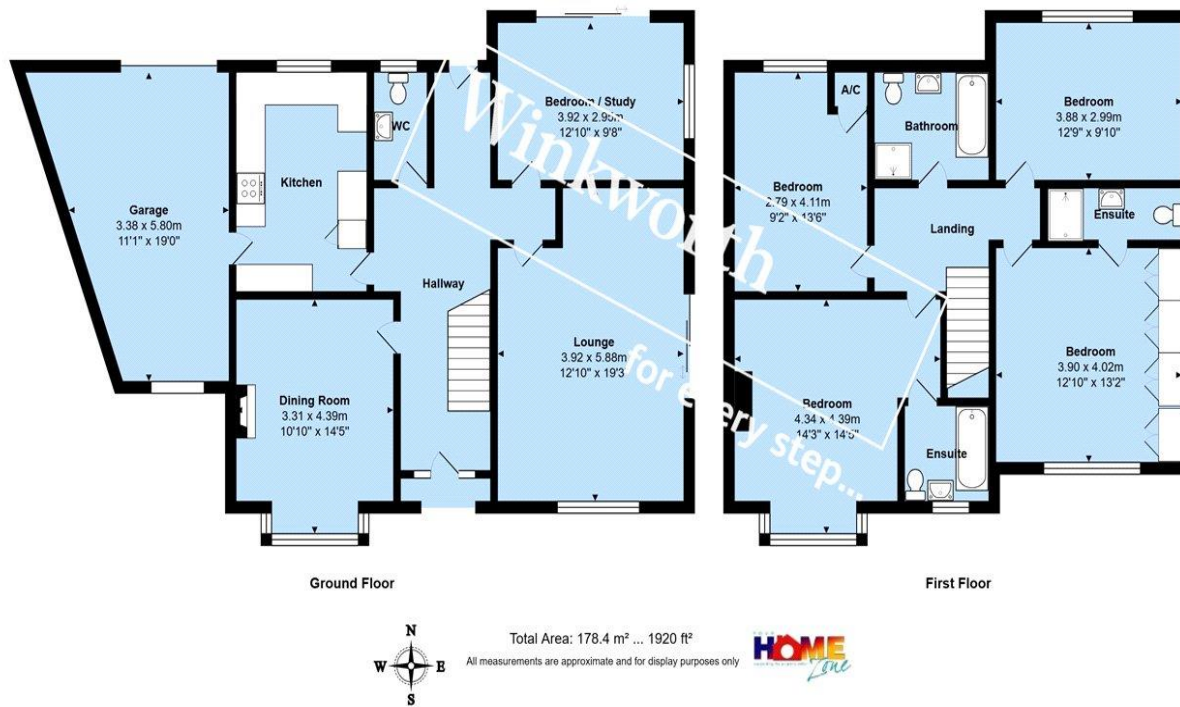 Garage
3.38 x 5.80m
11'1" x 19'0"
Kitchen
WC
Bedroom / Study
3.92 x 2.95m
12'10" x 9'8"
Hallway
Lounge
3.92 x 5.88m
12'10" x 19'3
Dining Room
3.31 x 4.39m
10'10" x 14'5"
Ground Floor
A/C
Bathroom
Bedroom
3.88 x 2.99m
12'9" x 9'10"
Bedroom
2.79 x 4.11m
9'2" x 13'6"
Landing
Ensuite
Bedroom
4.34 x 4.39m
14'3" x 14'5"
Ensuite
Bedroom
3.90 x 4.02m
12'10" x 13'2"
First Floor
Winkworth
for every step...
N
W E
S
Total Area: 178.4 m² ... 1920 ft²
All measurements are approximate and for display purposes only
HOME
Zone